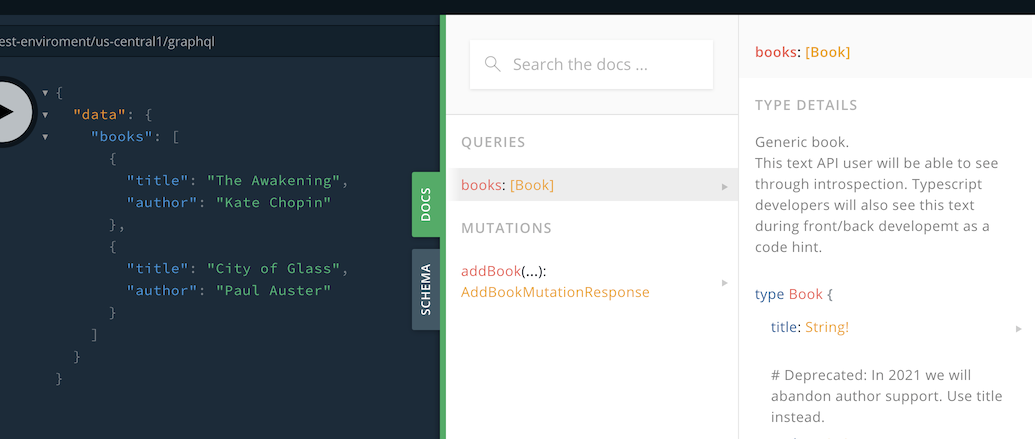 est-enviroment/us-central1/graphql
{
"data": {
"books": [
{
"title": "The Awakening",
"author": "Kate Chopin"
},
{
"title": "City of Glass",
"author": "Paul Auster"
}
]
}
}
DOCS
SCHEMA
Search the docs ...
QUERIES
books: [Book]
MUTATIONS
addBook(...):
AddBookMutationResponse
books: [Book]
TYPE DETAILS
Generic book.
This text API user will be able to see
through introspection. Typescript
developers will also see this text
during front/back developemt as a
code hint.
type Book {
title: String!
# Deprecated: In 2021 we will
abandon author support. Use title
instead.